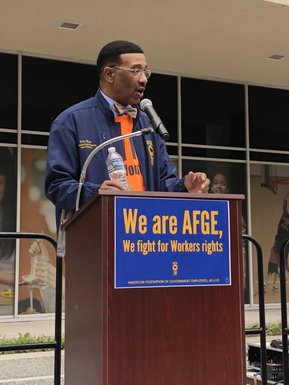 We are AFGE,
We fight for Workers rights
AMERICAN FEDERATION OF GOVERNMENT EMPLOYEES, AFL-CIO